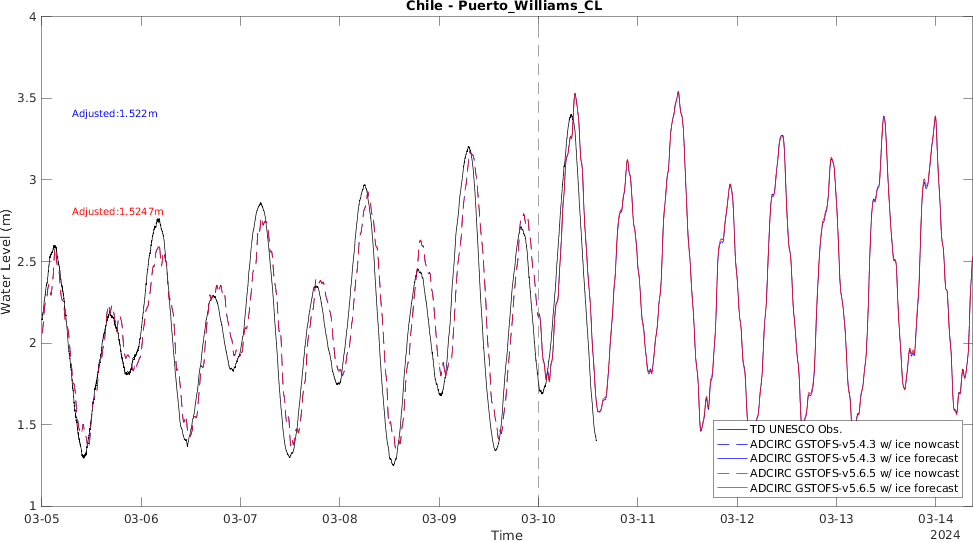 Chile - Puerto_Williams_CL
4
3.5
3
2.5
2
1.5
1
Water Level (m)
Adjusted:1.522m
Adjusted:1.5247m
TD UNESCO Obs.
ADCIRC GSTOFS-v5.4.3 w/ ice nowcast
ADCIRC GSTOFS-v5.4.3 w/ ice forecast
ADCIRC GSTOFS-v5.6.5 w/ ice nowcast
ADCIRC GSTOFS-v5.6.5 w/ ice forecast
03-05 03-06 03-07 03-08 03-09 03-10 03-11 03-12 03-13 03-14
Time
2024